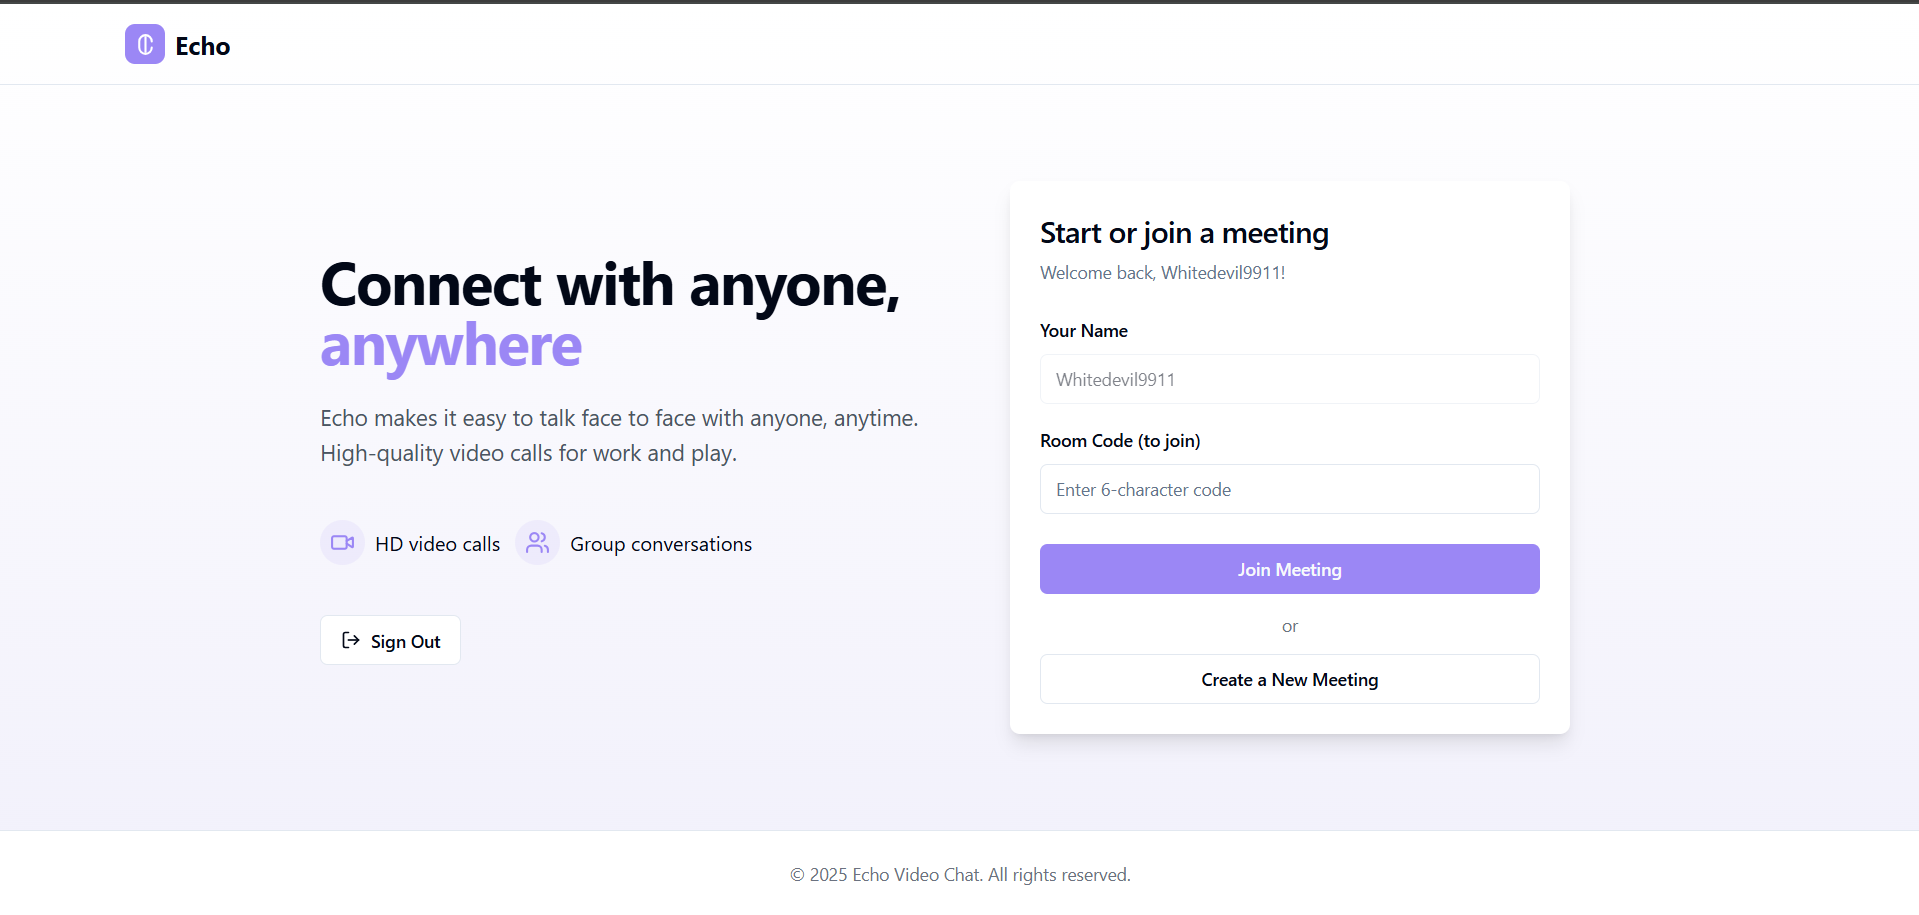 Echo
Connect with anyone,
anywhere
Echo makes it easy to talk face to face with anyone, anytime.
High-quality video calls for work and play.
HD video calls
Group conversations
Sign Out
Start or join a meeting
Welcome back, Whitedevil9911!
Your Name
Whitedevil9911
Room Code (to join)
Enter 6-character code
Join Meeting
or
Create a New Meeting
© 2025 Echo Video Chat. All rights reserved.